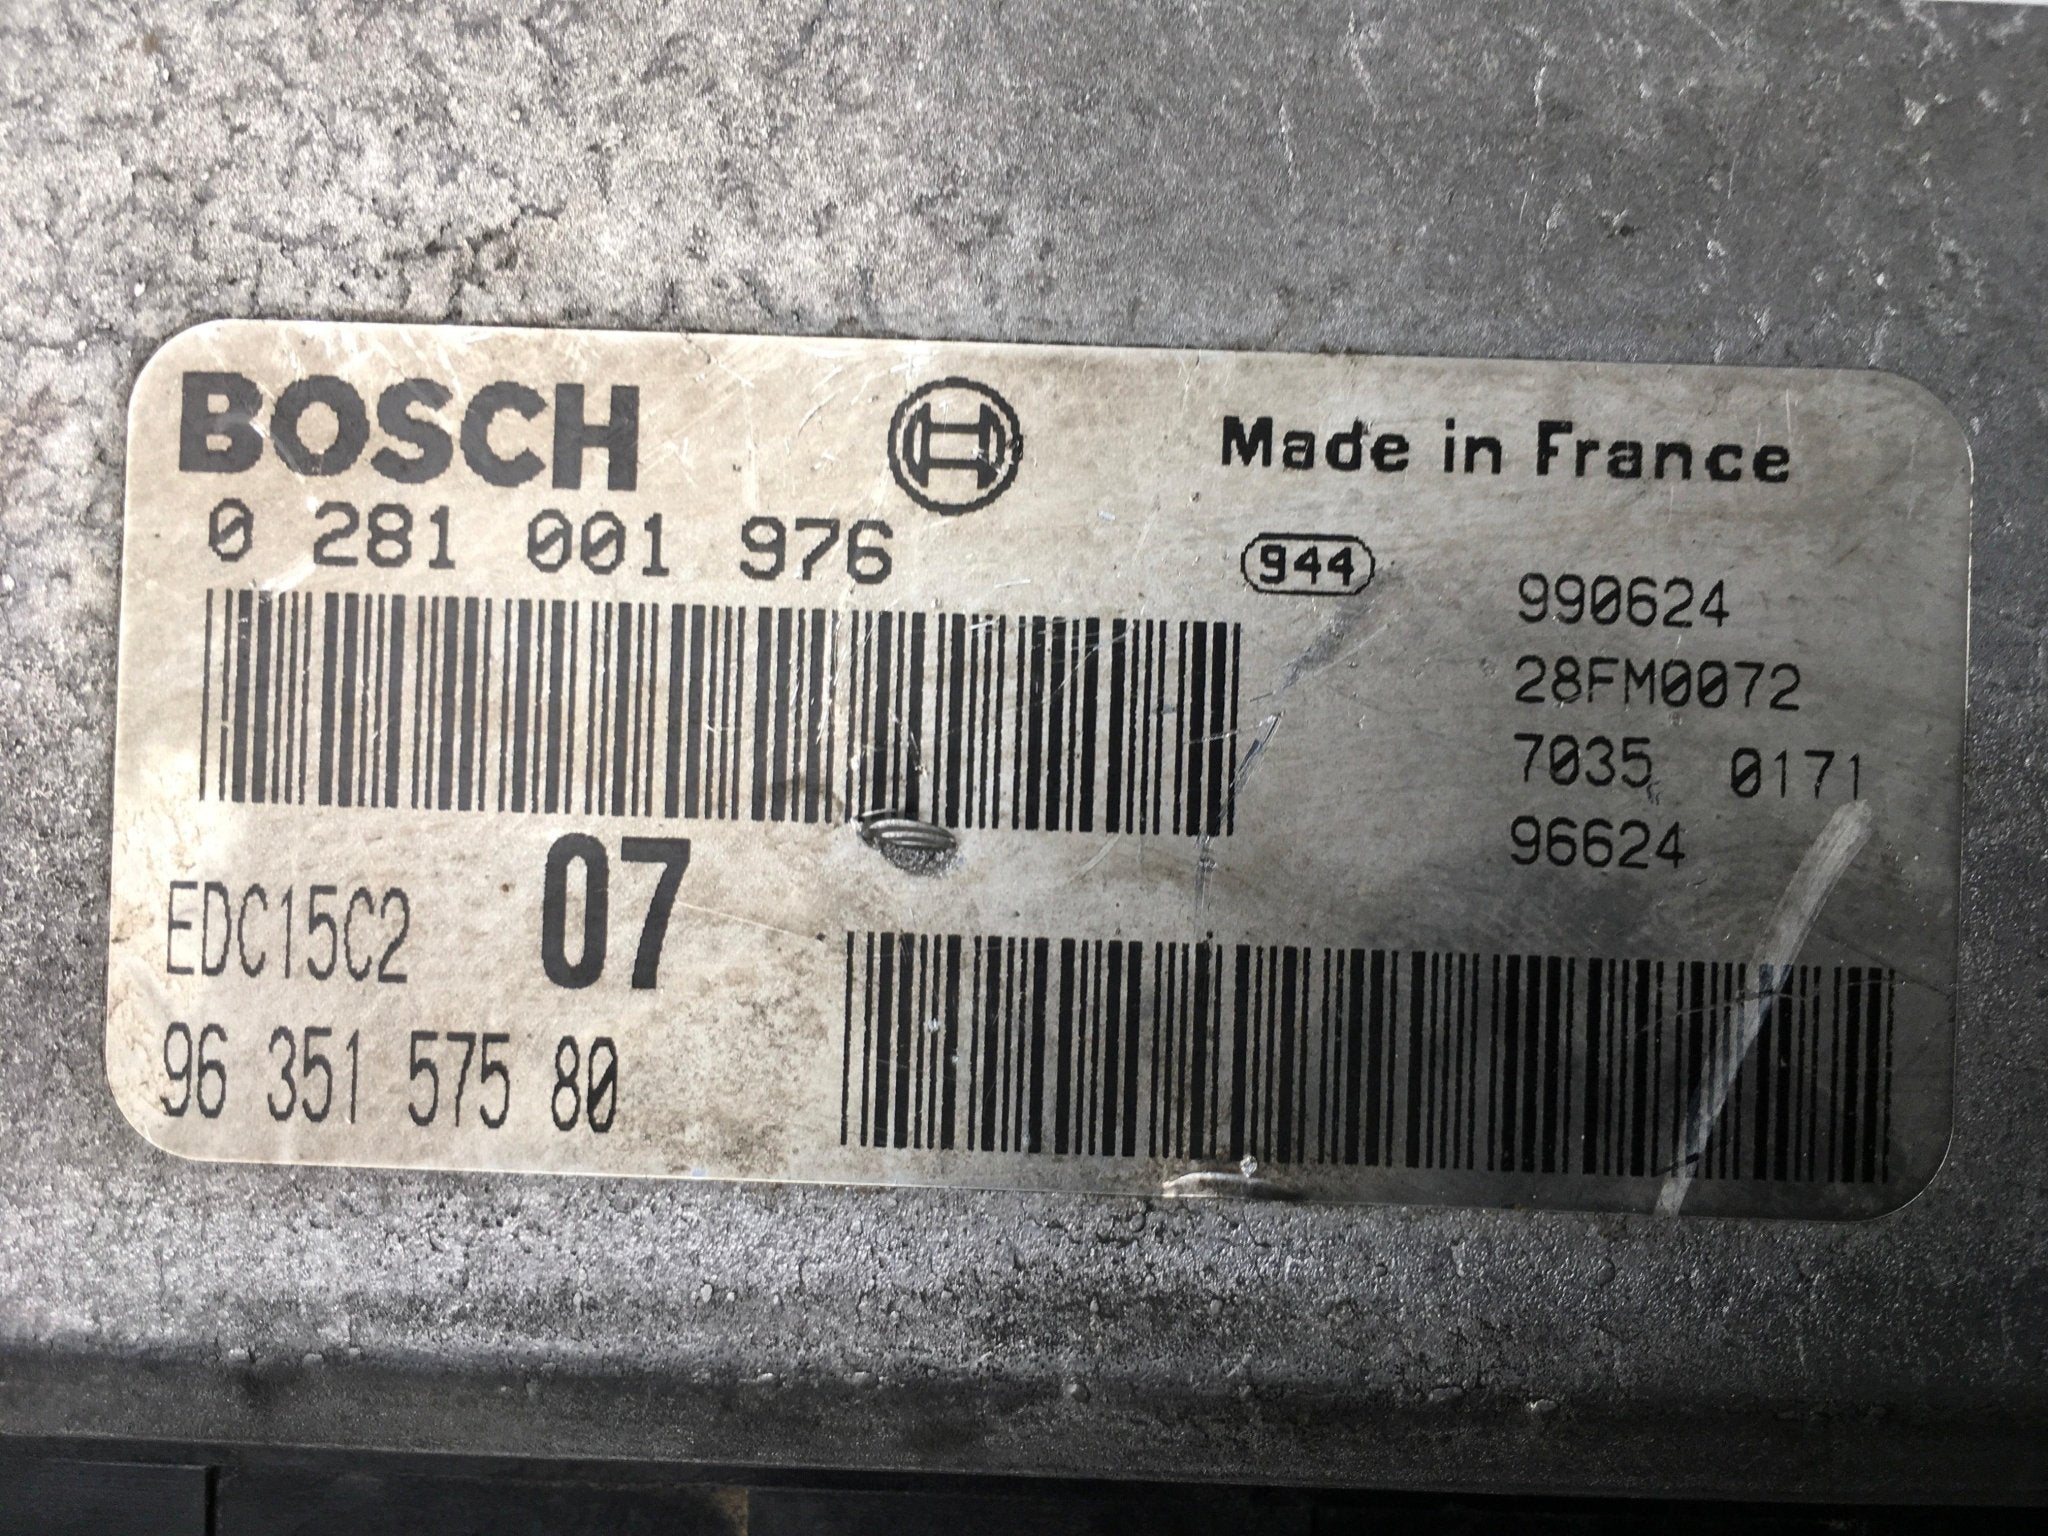 BOSCH
Made in France
0 281 001 976
944
990624
28FM0072
7035 0171
96624
EDC15C2 07
96 351 575 80